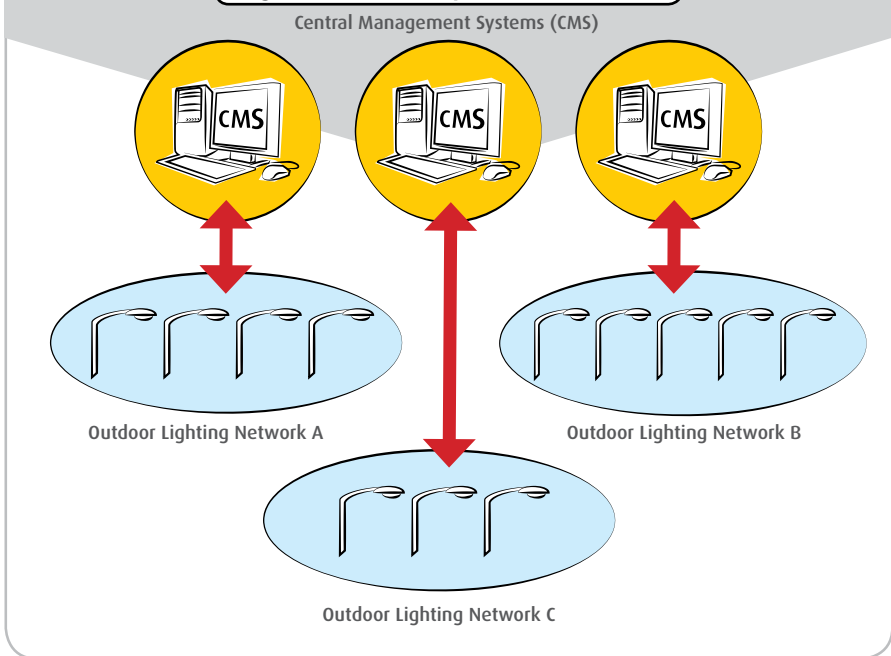 Central Management Systems (CMS)
CMS
CMS
CMS
Outdoor Lighting Network A
Outdoor Lighting Network B
Outdoor Lighting Network C